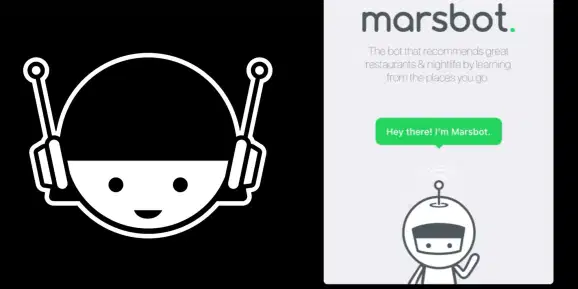 marsbot.
The bot that recommends great
restaurants & nightlife by learning
from the places you go
Hey there! I'm Marsbot.